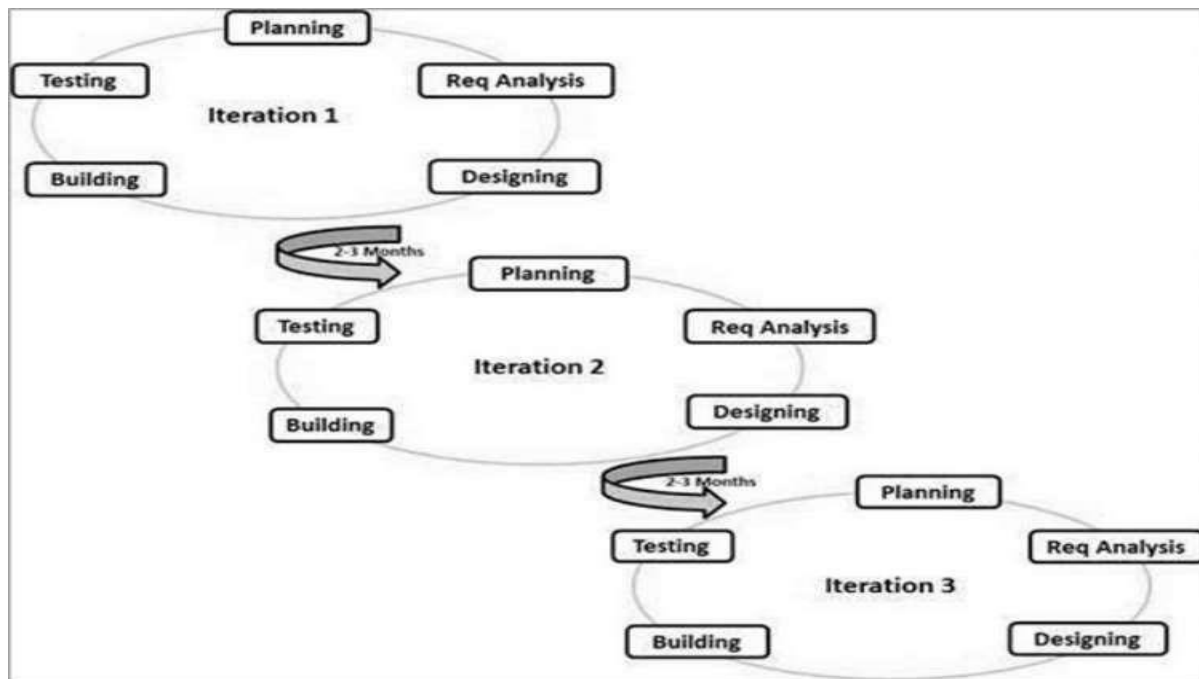 Planning
Testing
Req Analysis
Iteration 1
Building
Designing
2-3 Months
Planning
Testing
Req Analysis
Iteration 2
Building
Designing
2-3 Months
Planning
Testing
Req Analysis
Iteration 3
Building
Designing